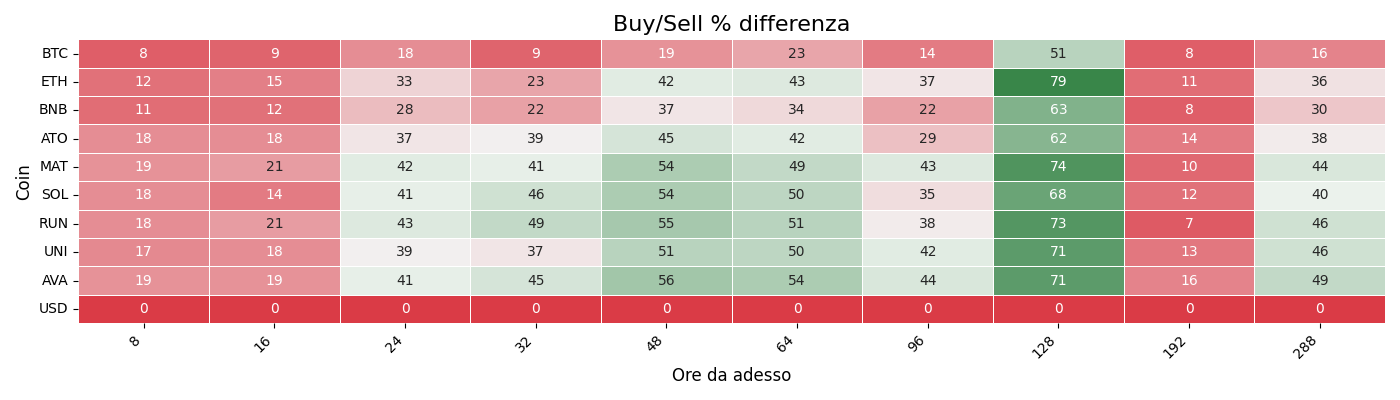 Buy/Sell % differenza
Coin
BTC 8 9 18 9 19 23 14 51 8 16
ETH 12 15 33 23 42 43 37 79 11 36
BNB 11 12 28 22 37 34 22 63 8 30
ATO 18 18 37 39 45 42 29 62 14 38
MAT 19 21 42 41 54 49 43 74 10 44
SOL 18 14 41 46 54 50 35 68 12 40
RUN 18 21 43 49 55 51 38 73 7 46
UNI 17 18 39 37 51 50 42 71 13 46
AVA 19 19 41 45 56 54 44 71 16 49
USD 0 0 0 0 0 0 0 0 0 0
8 16 24 32 48 64 96 128 192 288
Ore da adesso